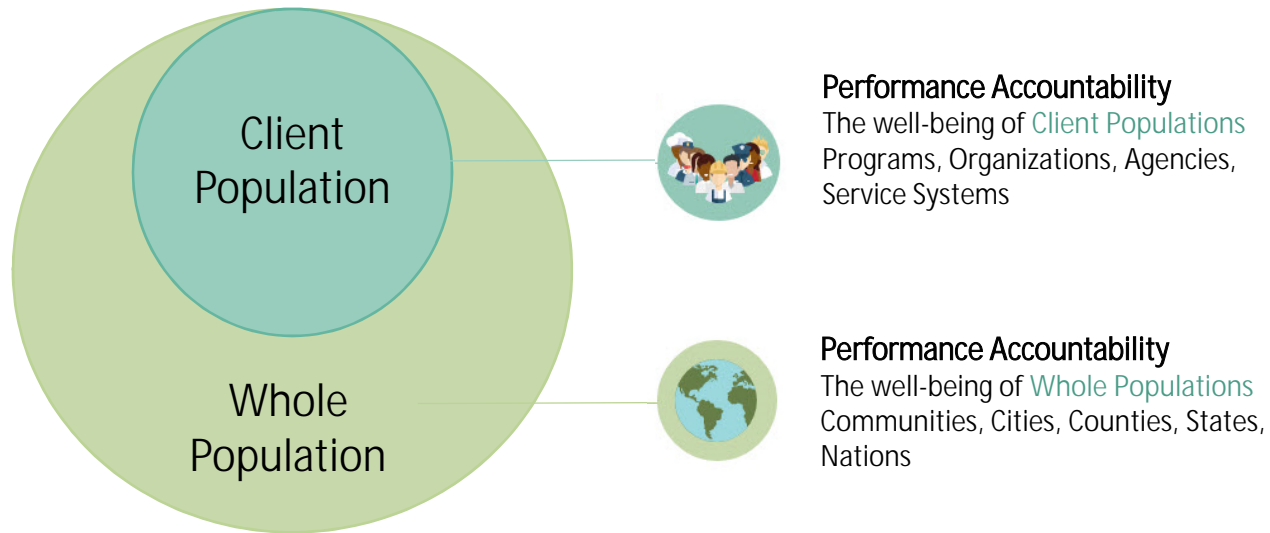 Client
Population
Whole
Population
Performance Accountability
The well-being of Client Populations
Programs, Organizations, Agencies,
Service Systems
Performance Accountability
The well-being of Whole Populations
Communities, Cities, Counties, States,
Nations